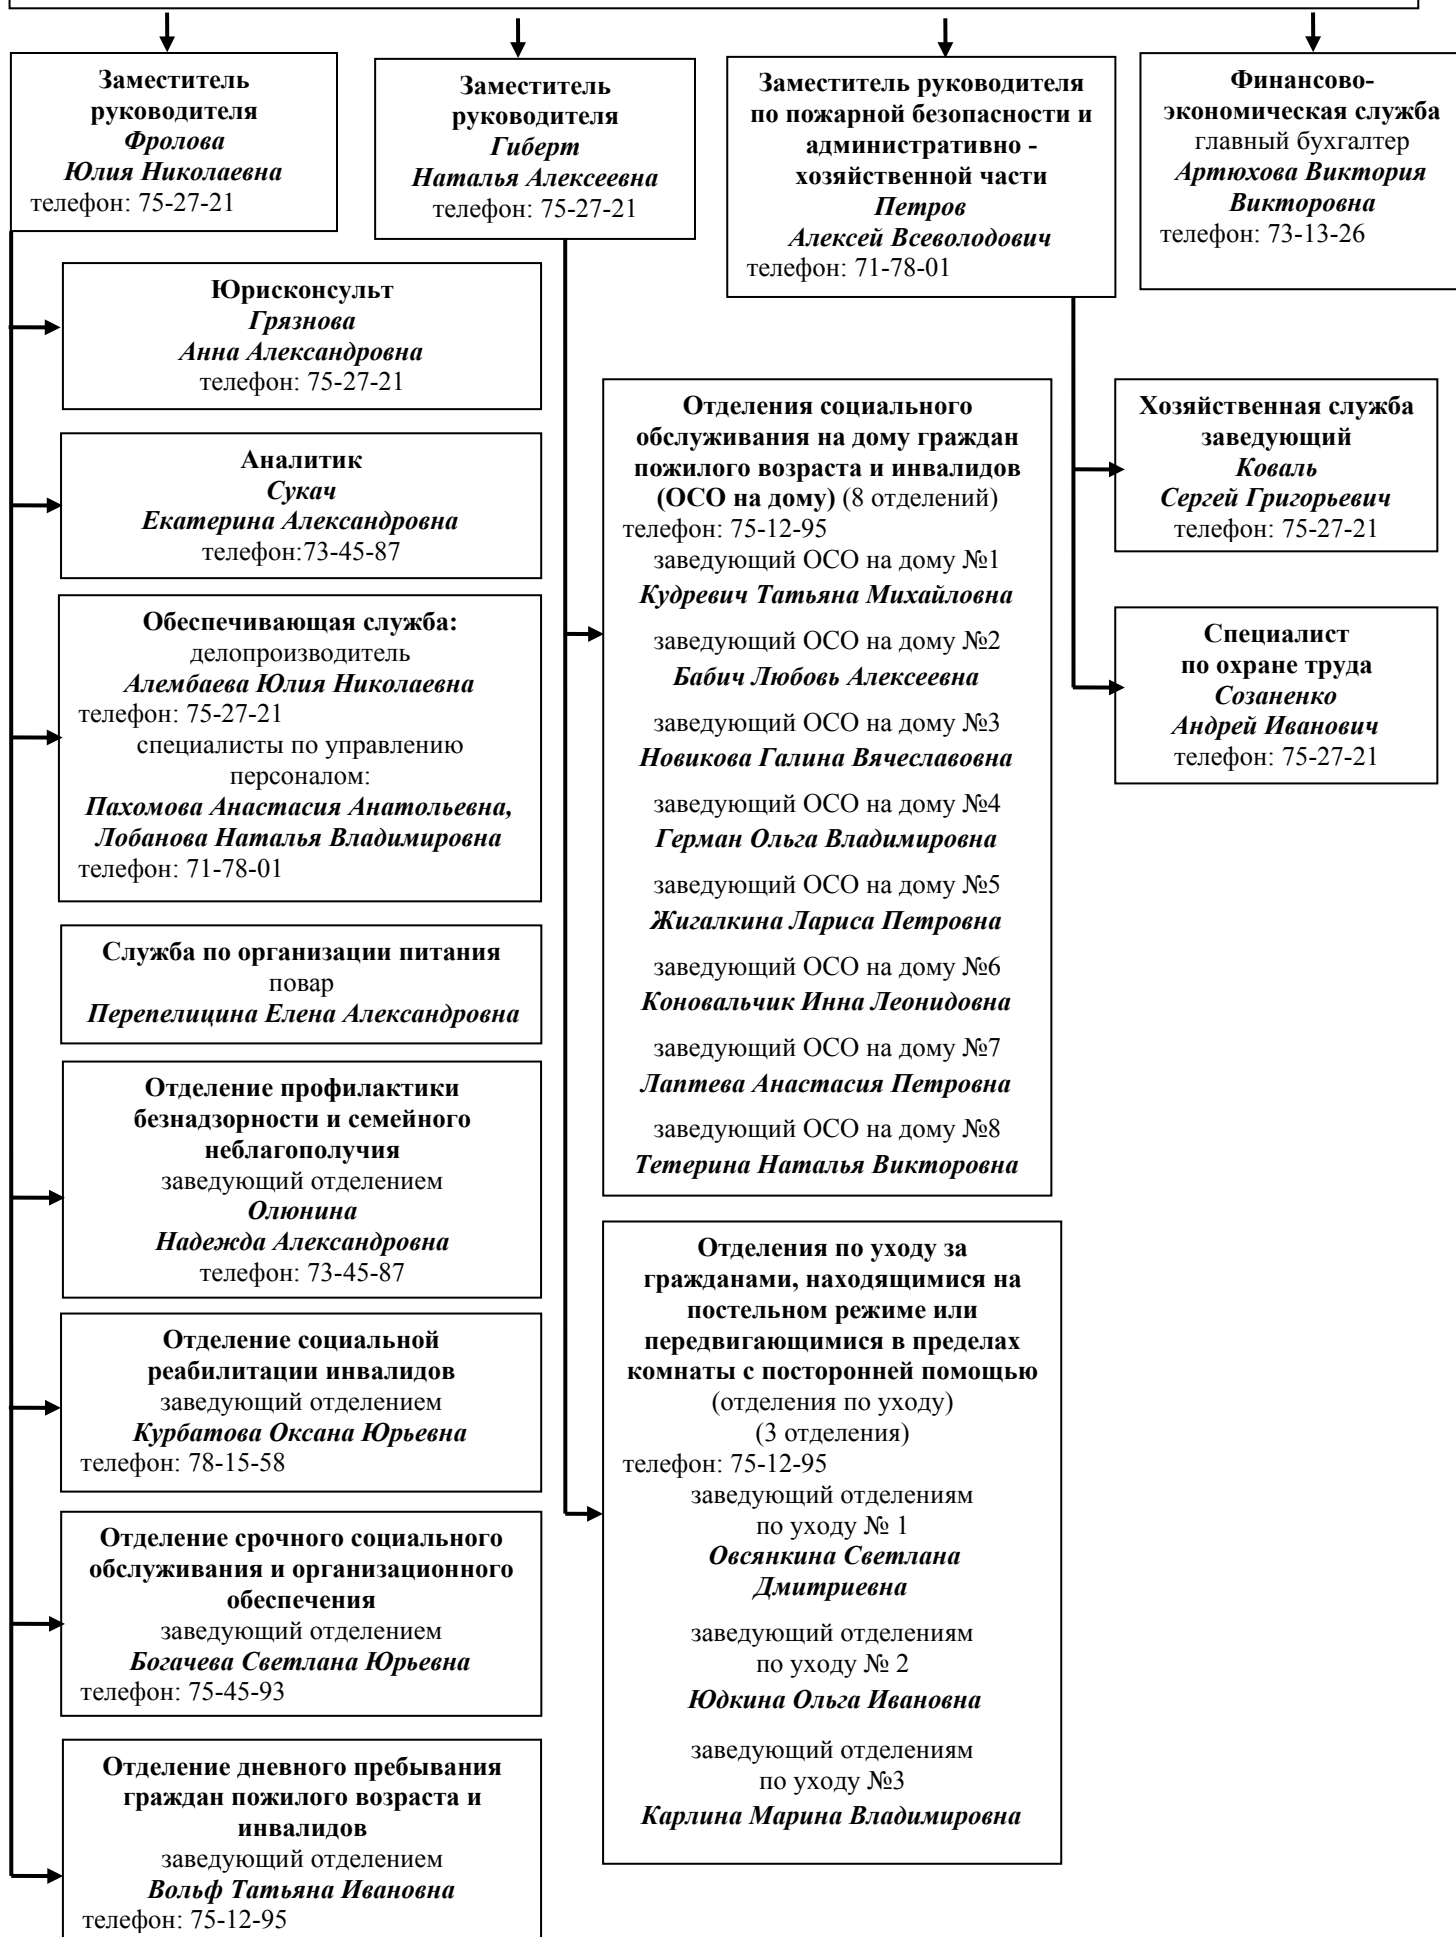 Заместитель
руководителя
Фролова
Юлия Николаевна
телефон: 75-27-21
Заместитель
руководителя
Гиберт
Наталья Алексеевна
телефон: 75-27-21
Заместитель руководителя
по пожарной безопасности и
административно -
хозяйственной части
Петров
Алексей Всеволодович
телефон: 71-78-01
Финансово-
экономическая служба
главный бухгалтер
Артюхова Виктория
Викторовна
телефон: 73-13-26
Юрисконсульт
Грязнова
Анна Александровна
телефон: 75-27-21
Аналитик
Сукач
Екатерина Александровна
телефон:73-45-87
Обеспечивающая служба:
делопроизводитель
Алембаева Юлия Николаевна
телефон: 75-27-21
специалисты по управлению
персоналом:
Пахомова Анастасия Анатольевна,
Лобанова Наталья Владимировна
телефон: 71-78-01
Служба по организации питания
повар
Перепелицина Елена Александровна
Отделение профилактики
безнадзорности и семейного
неблагополучия
заведующий отделением
Олюнина
Надежда Александровна
телефон: 73-45-87
Отделение социальной
реабилитации инвалидов
заведующий отделением
Курбатова Оксана Юрьевна
телефон: 78-15-58
Отделение срочного социального
обслуживания и организационного
обеспечения
заведующий отделением
Богачева Светлана Юрьевна
телефон: 75-45-93
Отделение дневного пребывания
граждан пожилого возраста и
инвалидов
заведующий отделением
Вольф Татьяна Ивановна
телефон: 75-12-95
Отделения социального
обслуживания на дому граждан
пожилого возраста и инвалидов
(ОСО на дому) (8 отделений)
телефон: 75-12-95
заведующий ОСО на дому №1
Кудревич Татьяна Михайловна
заведующий ОСО на дому №2
Бабич Любовь Алексеевна
заведующий ОСО на дому №3
Новикова Галина Вячеславовна
заведующий ОСО на дому №4
Герман Ольга Владимировна
заведующий ОСО на дому №5
Жигалкина Лариса Петровна
заведующий ОСО на дому №6
Коновальчик Инна Леонидовна
заведующий ОСО на дому №7
Лаптева Анастасия Петровна
заведующий ОСО на дому №8
Тетерина Наталья Викторовна
Отделения по уходу за
гражданами, находящимися на
постельном режиме или
передвигающимися в пределах
комнаты с посторонней помощью
(отделения по уходу)
(3 отделения)
телефон: 75-12-95
заведующий отделениям
по уходу № 1
Овсянкина Светлана
Дмитриевна
заведующий отделениям
по уходу № 2
Юдкина Ольга Ивановна
заведующий отделениям
по уходу №3
Карлина Марина Владимировна
Хозяйственная служба
заведующий
Коваль
Сергей Григорьевич
телефон: 75-27-21
Специалист
по охране труда
Созаненко
Андрей Иванович
телефон: 75-27-21